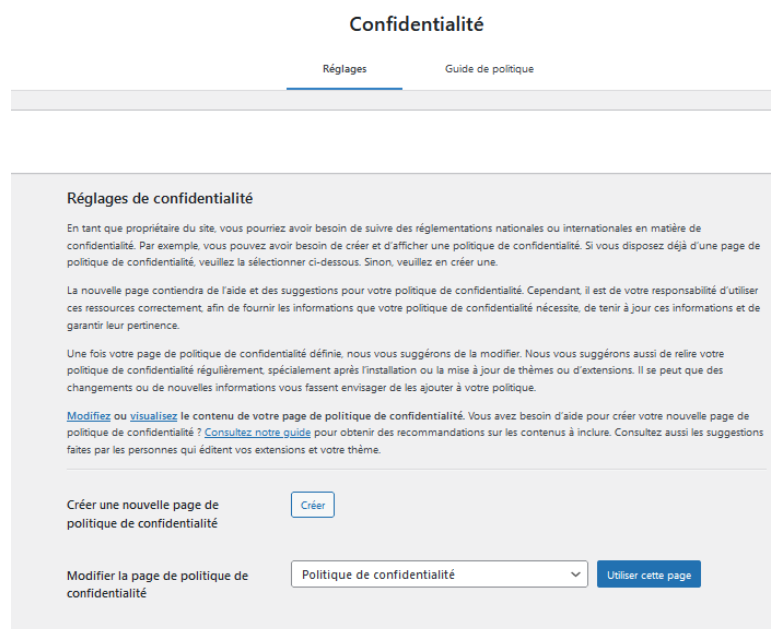 Confidentialité
Réglages Guide de politique
Réglages de confidentialité
En tant que propriétaire du site, vous pourriez avoir besoin de suivre des réglementations nationales ou internationales en matière de
confidentialité. Par exemple, vous pouvez avoir besoin de créer et d’afficher une politique de confidentialité. Si vous disposez déjà d’une page de
politique de confidentialité, veuillez la sélectionner ci-dessous. Sinon, veuillez en créer une.
La nouvelle page contiendra de l’aide et des suggestions pour votre politique de confidentialité. Cependant, il est de votre responsabilité d’utiliser
ces ressources correctement, afin de fournir les informations que votre politique de confidentialité nécessite, de tenir à jour ces informations et de
garantir leur pertinence.
Une fois votre page de politique de confidentialité définie, nous vous suggérons de la modifier. Nous vous suggérons aussi de relire votre
politique de confidentialité régulièrement, spécialement après l’installation ou la mise à jour de thèmes ou d’extensions. Il se peut que des
changements ou de nouvelles informations vous fassent envisager de les ajouter à votre politique.
Modifiez ou visualisez le contenu de votre page de politique de confidentialité. Vous avez besoin d’aide pour créer votre nouvelle page de
politique de confidentialité ? Consultez notre guide pour obtenir des recommandations sur les contenus à inclure. Consultez aussi les suggestions
faites par les personnes qui éditent vos extensions et votre thème.
Créer une nouvelle page de
politique de confidentialité
Créer
Modifier la page de politique de
confidentialité
Politique de confidentialité
Utiliser cette page